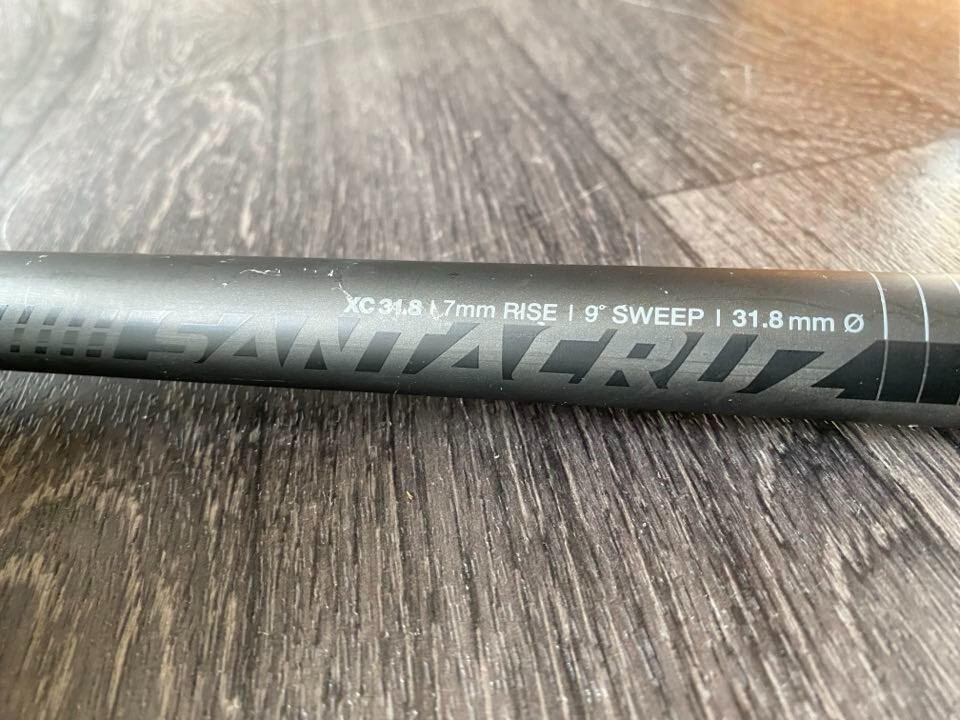 XC 31.8 | 7mm RISE | 9° SWEEP | 31.8 mm Ø
SANTACRUZ